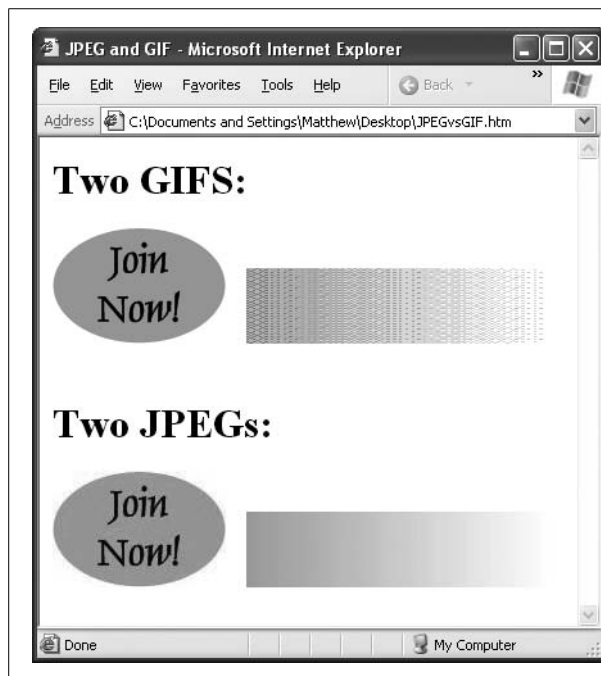 JPEG and GIF - Microsoft Internet Explorer
File Edit View Favorites Tools Help Back »
Address C:\Documents and Settings\Matthew\Desktop\JPEGvsGIF.htm
Two GIFS:
Join
Now!
Two JPEGs:
Join
Now!
Done My Computer